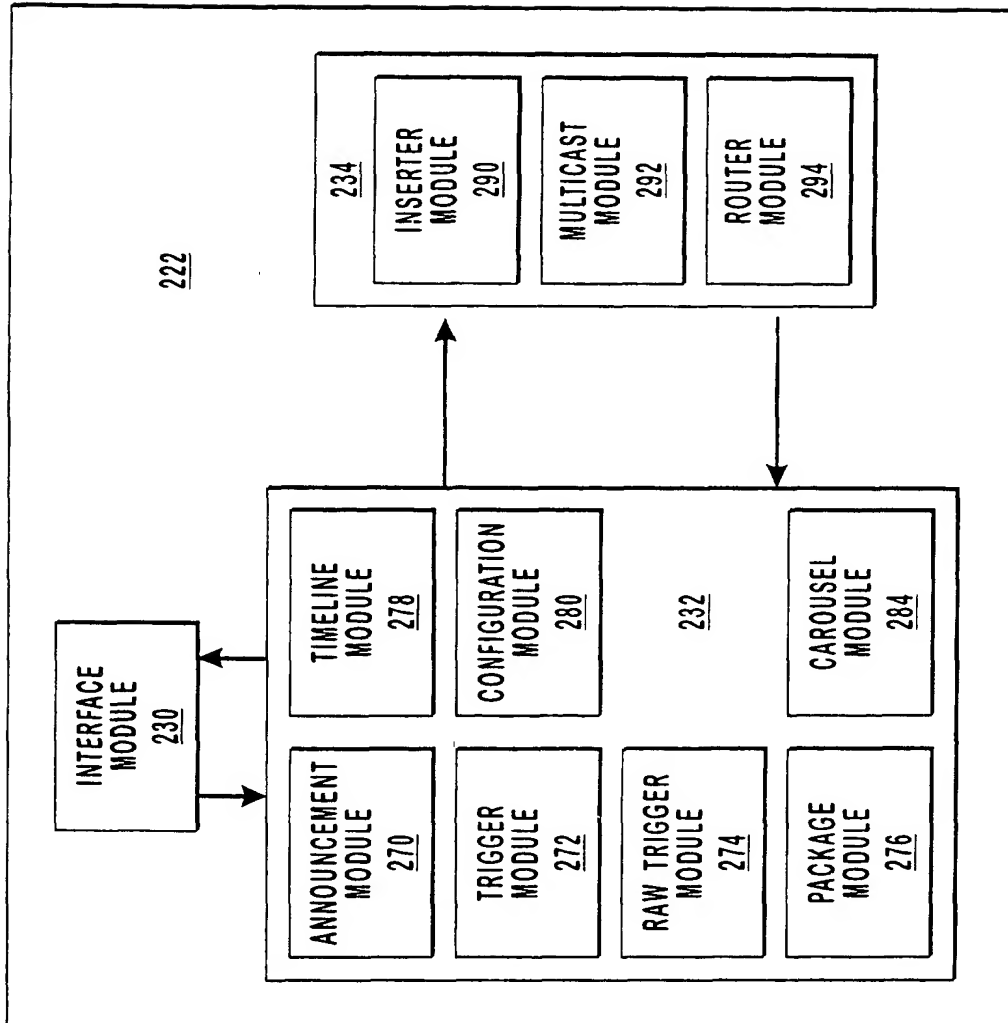 INTERFACE
MODULE
230
222
ANNOUNCEMENT
MODULE
270
TIMELINE
MODULE
278
TRIGGER
MODULE
272
CONFIGURATION
MODULE
280
RAW TRIGGER
MODULE
274
232
PACKAGE
MODULE
276
CAROUSEL
MODULE
284
234
INSERTER
MODULE
290
MULTICAST
MODULE
292
ROUTER
MODULE
294